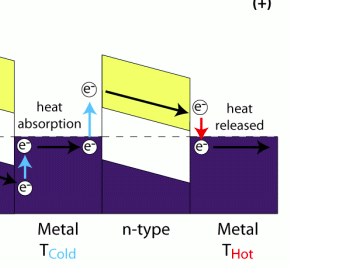 (+)
heat
absorption
heat
released
e-
e-
e-
e-
e-
e-
Metal
n-type
Metal
TCold
THot